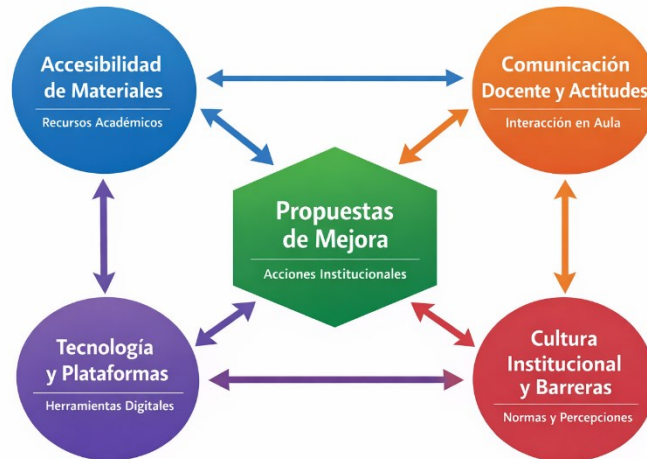 Accesibilidad
de Materiales
Recursos Académicos
Comunicación
Docente y Actitudes
Interacción en Aula
Propuestas
de Mejora
Acciones Institucionales
Tecnología
y Plataformas
Herramientas Digitales
Cultura
Institucional
y Barreras
Normas y Percepciones